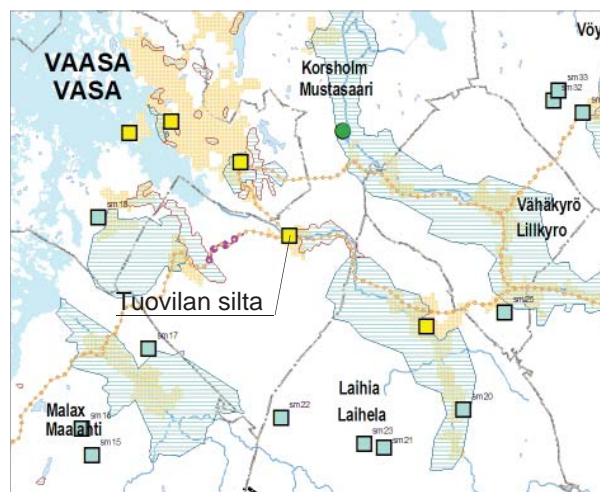 VAASA
VASA
Korsholm
Mustasaari
Vöy
sm33
sm32
sm
Vähäkyrö
Lillkyro
sm18
Tuovilan silta
sm25
sm17
Laihia
Laihela
sm20
sm22
Malax
Maalahti
sm16
sm15
sm23
sm21